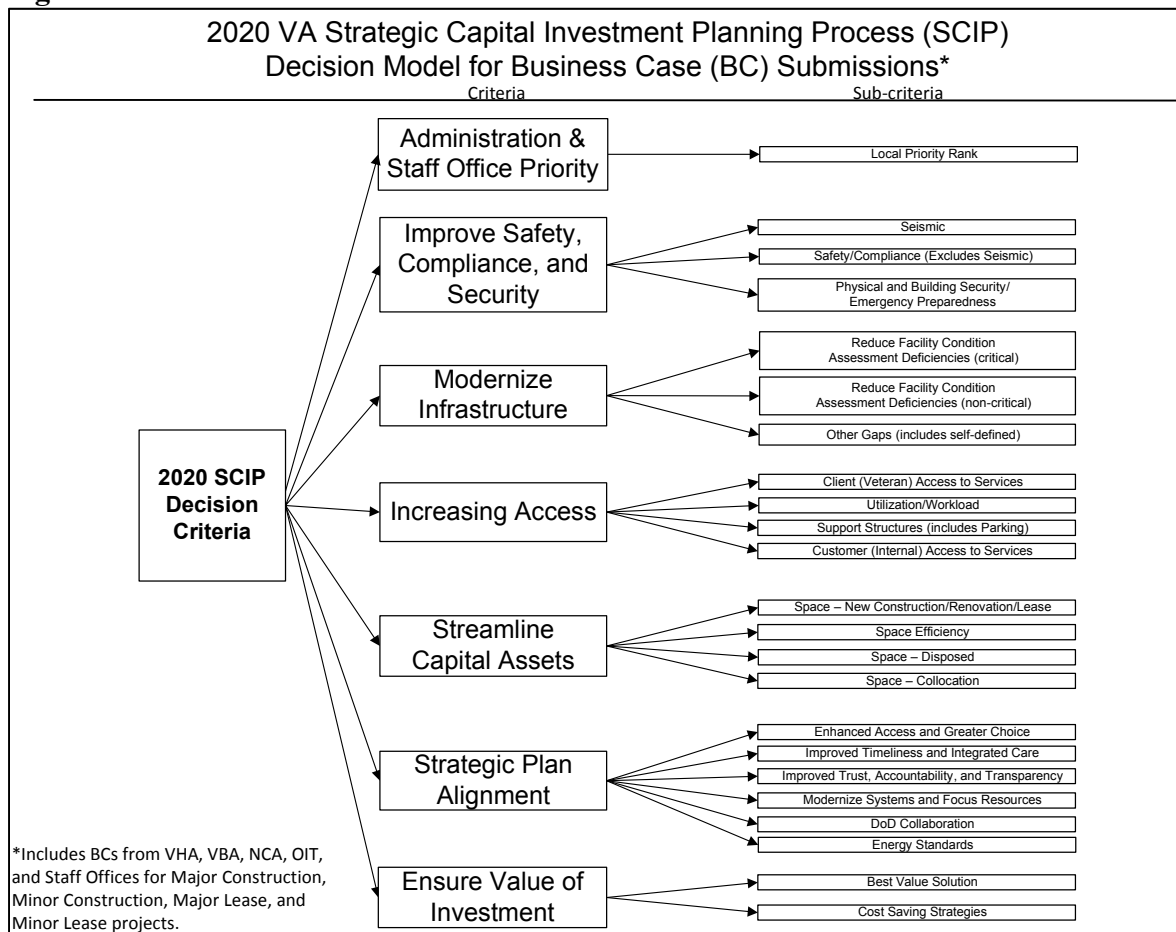 2020 VA Strategic Capital Investment Planning Process (SCIP)
Decision Model for Business Case (BC) Submissions*
Criteria
Sub-criteria
2020 SCIP
Decision
Criteria
Administration &
Staff Office Priority
Local Priority Rank
Improve Safety,
Compliance, and
Security
Seismic
Safety/Compliance (Excludes Seismic)
Physical and Building Security/
Emergency Preparedness
Modernize
Infrastructure
Reduce Facility Condition
Assessment Deficiencies (critical)
Reduce Facility Condition
Assessment Deficiencies (non-critical)
Other Gaps (includes self-defined)
Increasing Access
Client (Veteran) Access to Services
Utilization/Workload
Support Structures (includes Parking)
Customer (Internal) Access to Services
Streamline
Capital Assets
Space – New Construction/Renovation/Lease
Space Efficiency
Space – Disposed
Space – Collocation
Strategic Plan
Alignment
Enhanced Access and Greater Choice
Improved Timeliness and Integrated Care
Improved Trust, Accountability, and Transparency
Modernize Systems and Focus Resources
DoD Collaboration
Energy Standards
Ensure Value of
Investment
Best Value Solution
Cost Saving Strategies
*Includes BCs from VHA, VBA, NCA, OIT,
and Staff Offices for Major Construction,
Minor Construction, Major Lease, and
Minor Lease projects.